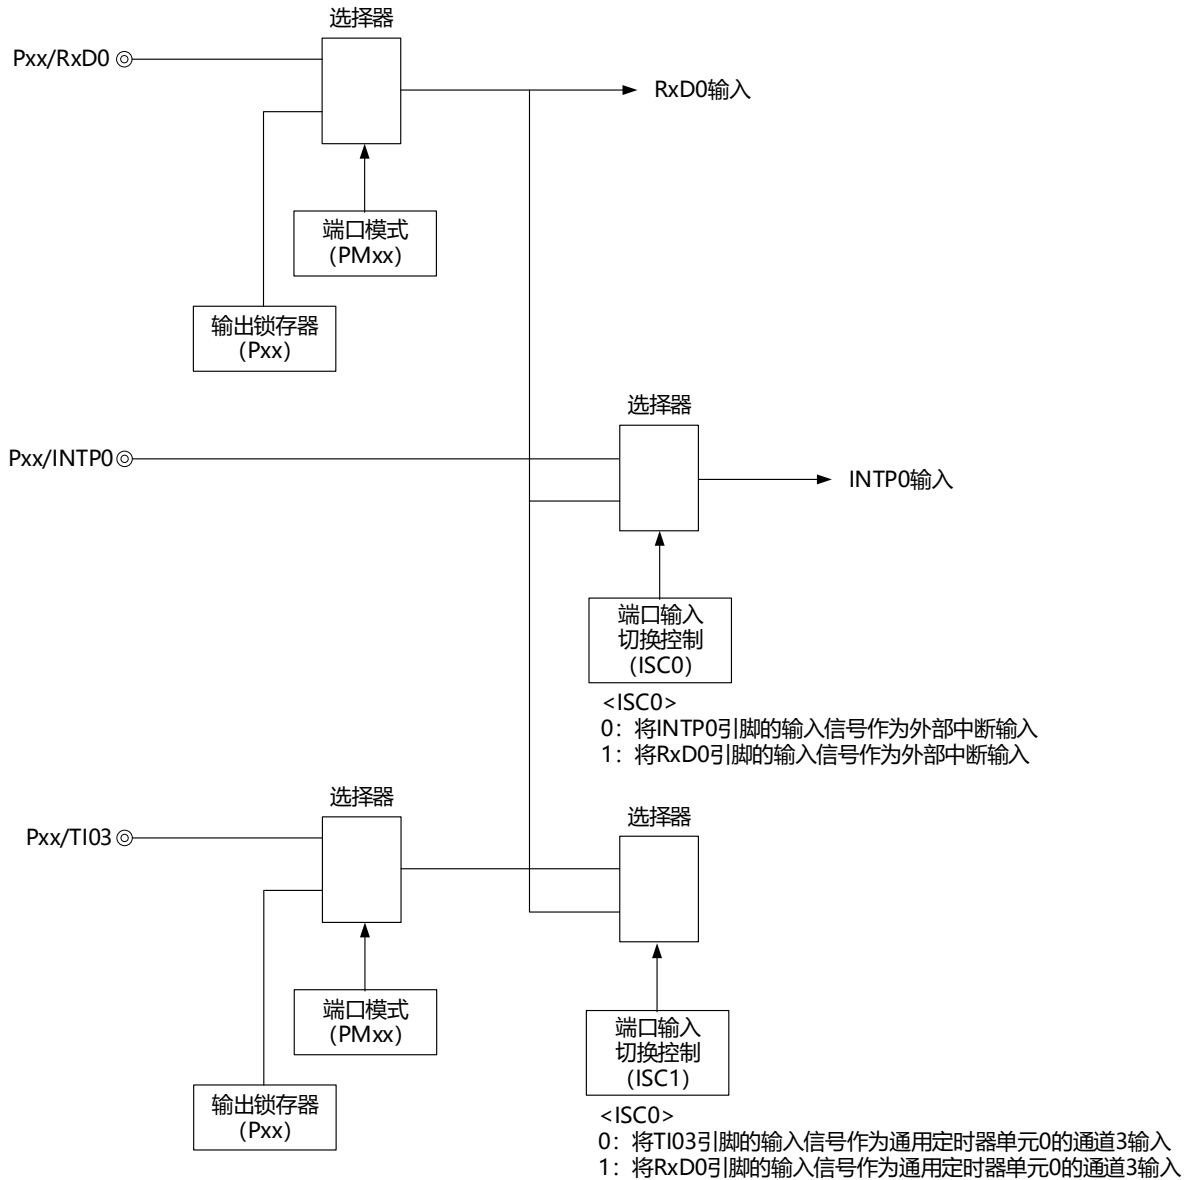 选择器
Pxx/RxD0
RxD0输入
端口模式
（PMxx）
输出锁存器
（Pxx）
选择器
Pxx/INTP0
INTP0输入
端口输入
切换控制
（ISC0）
<ISC0>
0：将INTP0引脚的输入信号作为外部中断输入
1：将RxD0引脚的输入信号作为外部中断输入
选择器
选择器
Pxx/TI03
端口模式
（PMxx）
端口输入
切换控制
（ISC1）
输出锁存器
（Pxx）
<ISC0>
0：将TI03引脚的输入信号作为通用定时器单元0的通道3输入
1：将RxD0引脚的输入信号作为通用定时器单元0的通道3输入